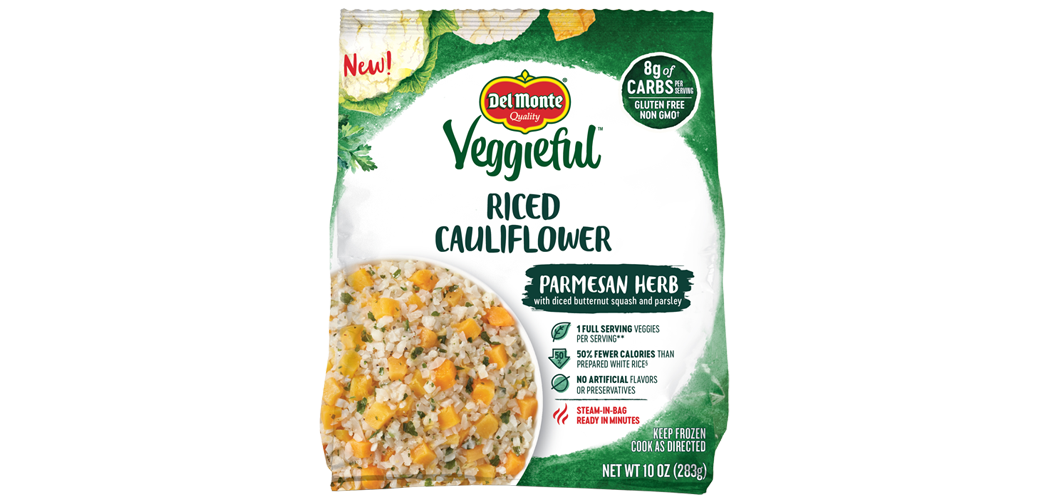 New!
Del Monte®
Quality
Veggieful™
RICED
CAULIFLOWER
8g of
CARBS PER SERVING
GLUTEN FREE
NON GMO†
PARMESAN HERB
with diced butternut squash and parsley
1 FULL SERVING VEGGIES
PER SERVING**
50%
50% FEWER CALORIES THAN
PREPARED WHITE RICE§
NO ARTIFICIAL FLAVORS
OR PRESERVATIVES
STEAM-IN-BAG
READY IN MINUTES
KEEP FROZEN
COOK AS DIRECTED
NET WT 10 OZ (283g)